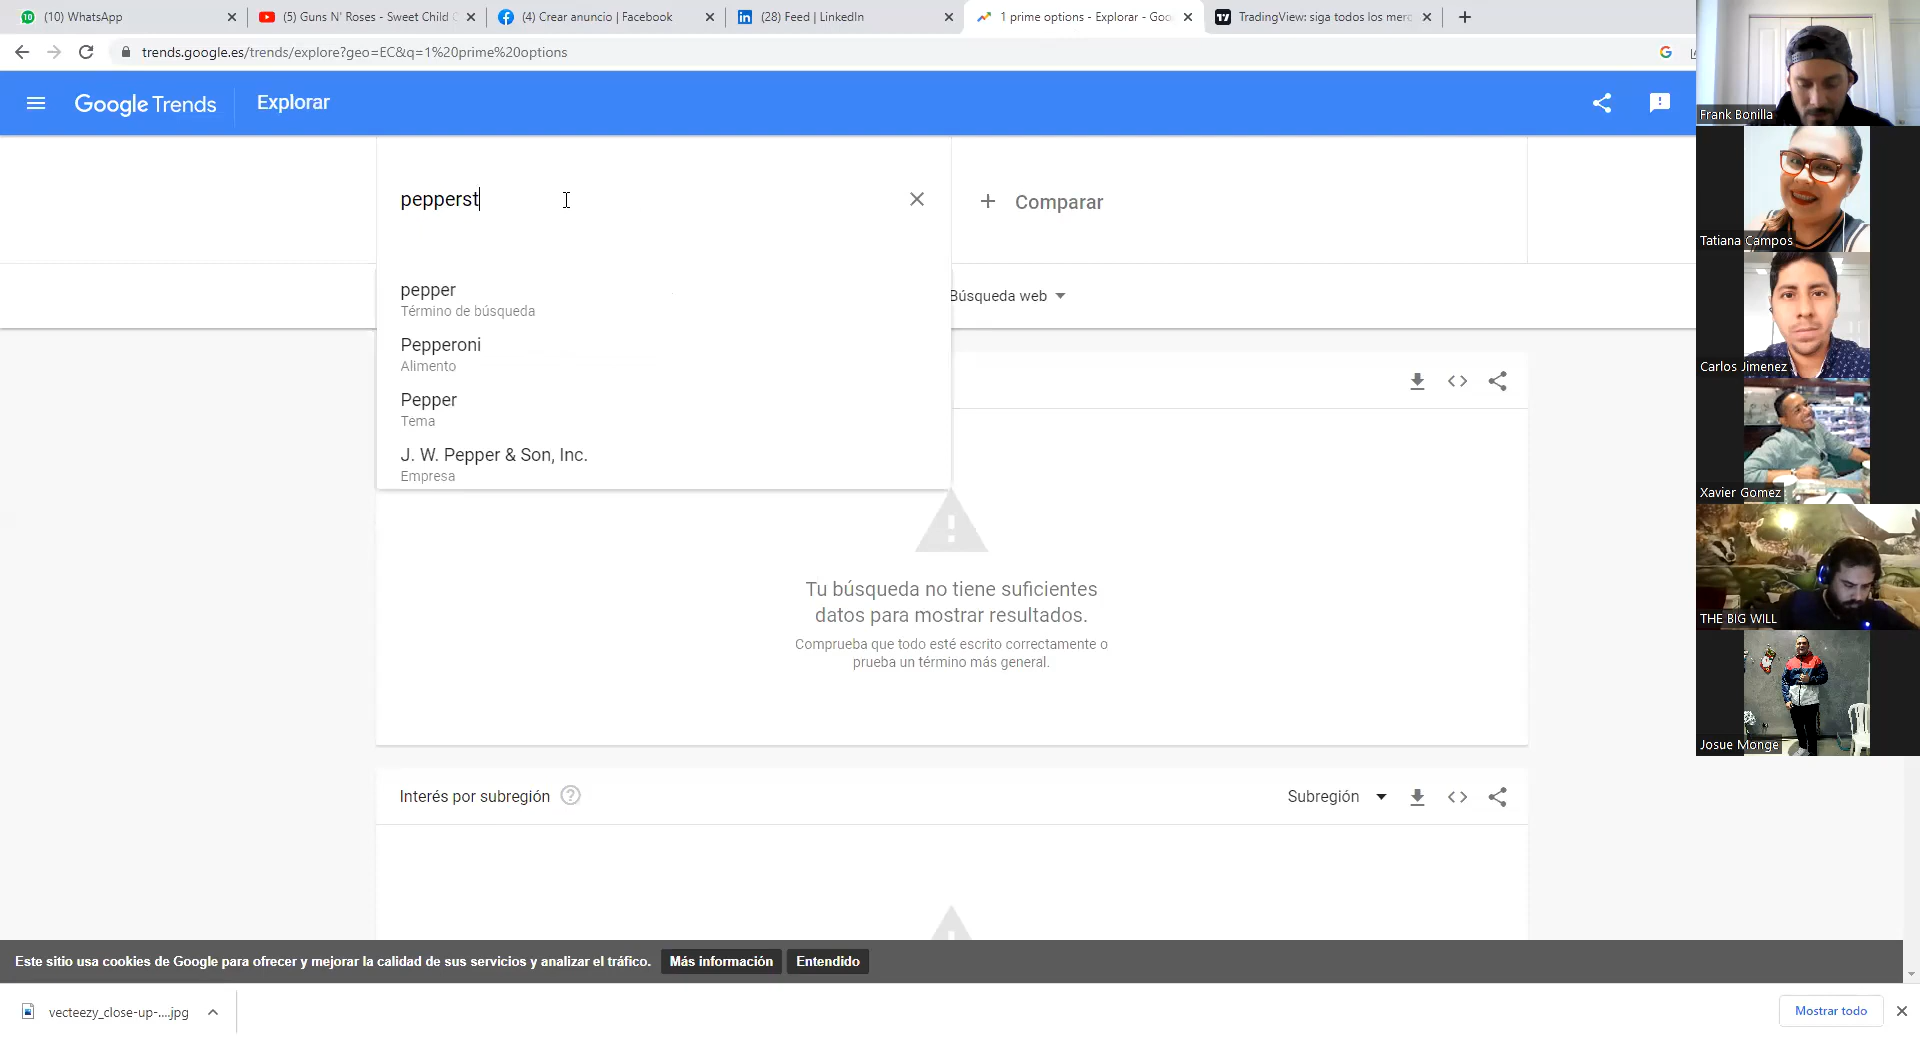 (10) WhatsApp
(5) Guns N' Roses - Sweet Child
(4) Crear anuncio | Facebook
(28) Feed | LinkedIn
1 prime options - Explorar - Goo
TradingView: siga todos los merc
trends.google.es/trends/explore?geo=EC&q=1%20prime%20options
Google Trends
Explorar
pepperst
+ Comparar
pepper
Término de búsqueda
Pepperoni
Alimento
Pepper
Tema
J. W. Pepper & Son, Inc.
Empresa
Búsqueda web
Tu búsqueda no tiene suficientes
datos para mostrar resultados.
Comprueba que todo esté escrito correctamente o
prueba un término más general.
Interés por subregión
Subregión
Este sitio usa cookies de Google para ofrecer y mejorar la calidad de sus servicios y analizar el tráfico.
Más información
Entendido
vecteezy_close-up-....jpg
Mostrar todo
Frank Bonilla
Tatiana Campos
Carlos Jimenez
Xavier Gomez
THE BIG WILL
Josue Monge